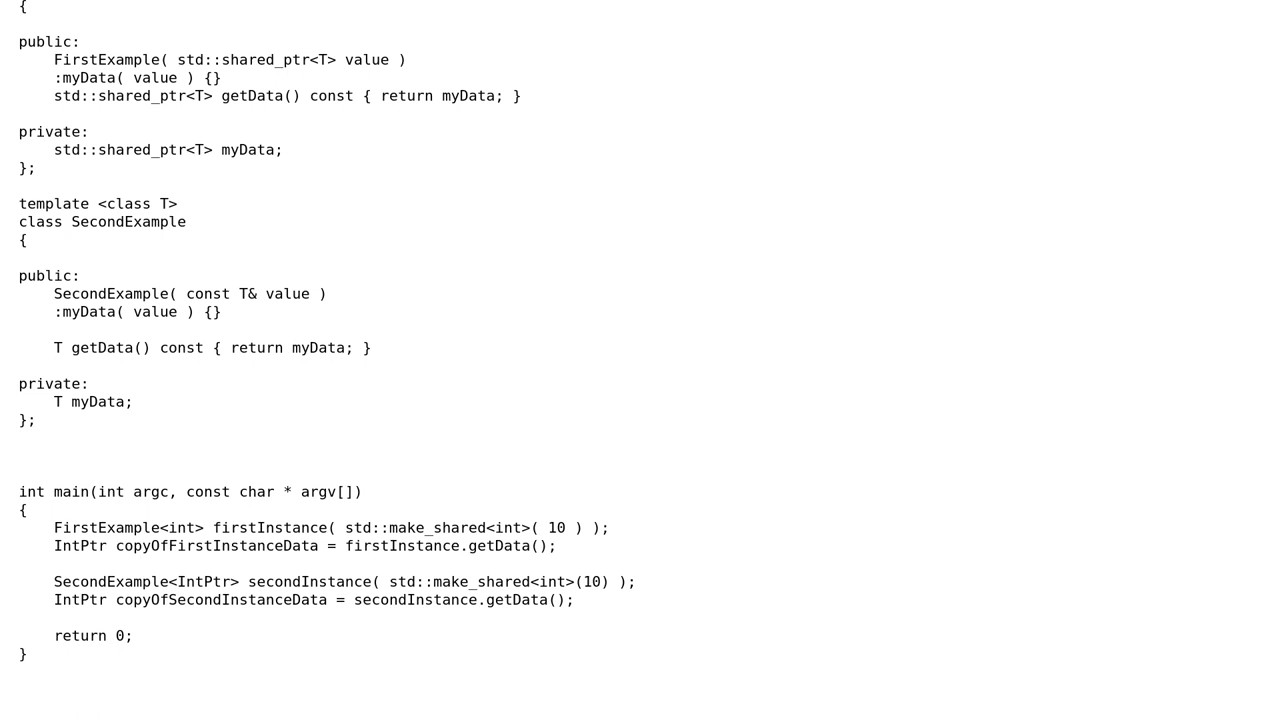 {
public:
FirstExample( std::shared_ptr<T> value )
:myData( value ) {}
std::shared_ptr<T> getData() const { return myData; }
private:
std::shared_ptr<T> myData;
};
template <class T>
class SecondExample
{
public:
SecondExample( const T& value )
:myData( value ) {}
T getData() const { return myData; }
private:
T myData;
};
int main(int argc, const char * argv[])
{
FirstExample<int> firstInstance( std::make_shared<int>( 10 ) );
IntPtr copyOfFirstInstanceData = firstInstance.getData();
SecondExample<IntPtr> secondInstance( std::make_shared<int>(10) );
IntPtr copyOfSecondInstanceData = secondInstance.getData();
return 0;
}